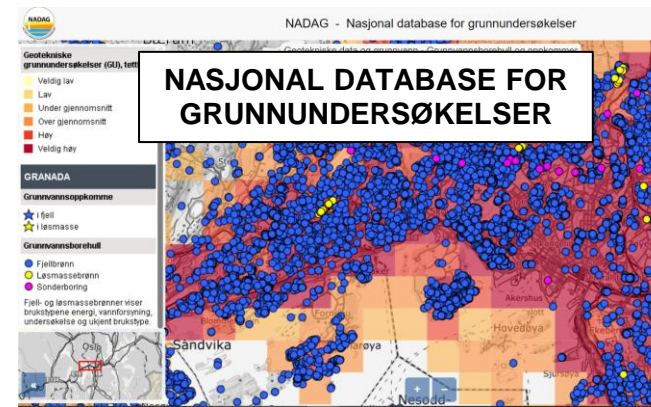 NADAG
NADAG - Nasjonal database for grunnundersøkelser
Geotekniske
grunnundersøkelser (GU), tett
Veldig lav
Lav
Under gjennomsnitt
Over gjennomsnitt
Høy
Veldig høy
NASJONAL DATABASE FOR
GRUNNUNDERSØKELSER
GRANADA
Grunnvannsoppkomme
i fjell
i løsmasse
Grunnvannsborehull
Fjellbrønn
Løsmassebrønn
Sonderboring
Fjell- og løsmassebrønner viser
brukstypene energi, vannforsyning,
undersøkelse og ukjent brukstype.
Oslo
Sandvika
Akershus
Hovedøya
Nesodd